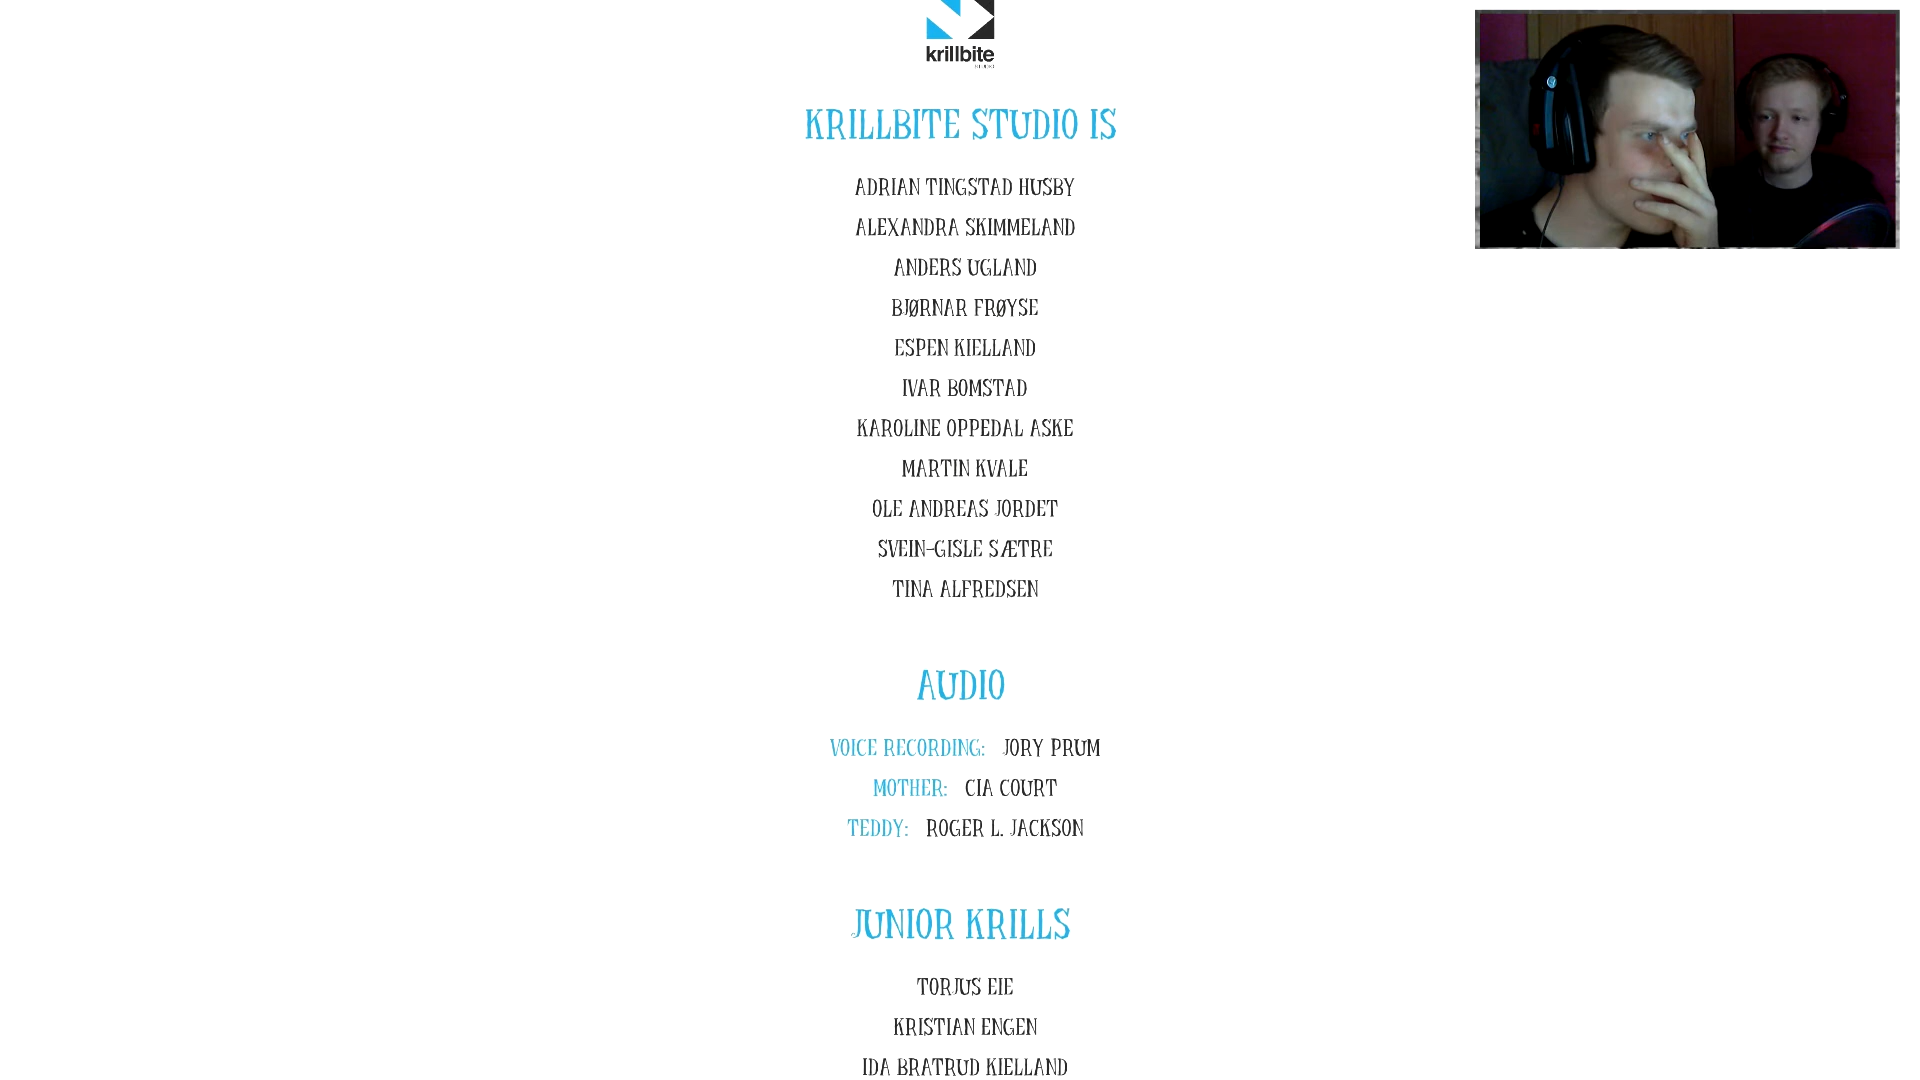 krillbite
STUDIO
KRILLBITE STUDIO IS
ADRIAN TINGSTAD HUSBY
ALEXANDRA SKIMMELAND
ANDERS UGLAND
BJØRNAR FRØYSE
ESPEN KIELLAND
IVAR BOMSTAD
KAROLINE OPPEDAL ASKE
MARTIN KVALE
OLE ANDREAS JORDET
SVEIN-GISLE SÆTRE
TINA ALFREDSEN
AUDIO
VOICE RECORDING: JORY PRUM
MOTHER: CIA COURT
TEDDY: ROGER L. JACKSON
JUNIOR KRILLS
TORJUS EIE
KRISTIAN ENGEN
IDA BRATRUD KIELLAND